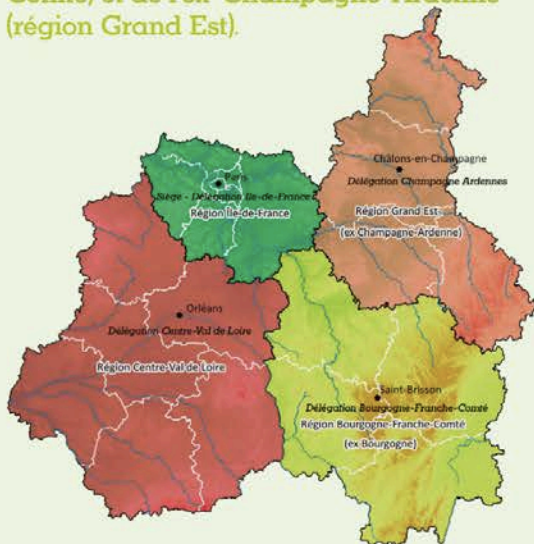 (région Grand Est).
Châlons-en-Champagne
Délégation Champagne Ardennes
Paris
Siège - Délégation Ile-de-France
Région Île-de-France
Région Grand Est
(ex Champagne-Ardenne)
Orléans
Délégation Centre-Val de Loire
Région Centre-Val de Loire
Saint-Brisson
Délégation Bourgogne-Franche-Comté
Région Bourgogne-Franche-Comté
(ex Bourgogne)